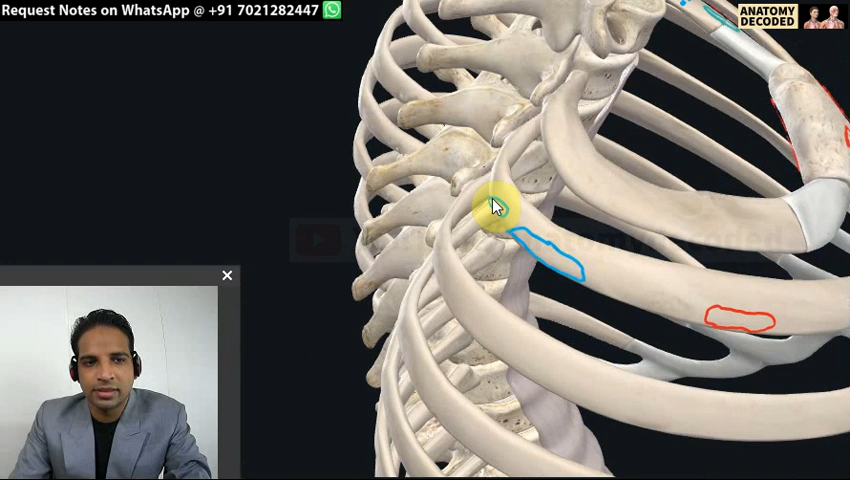 Request Notes on WhatsApp @ +91 7021282447
ANATOMY
DECODED